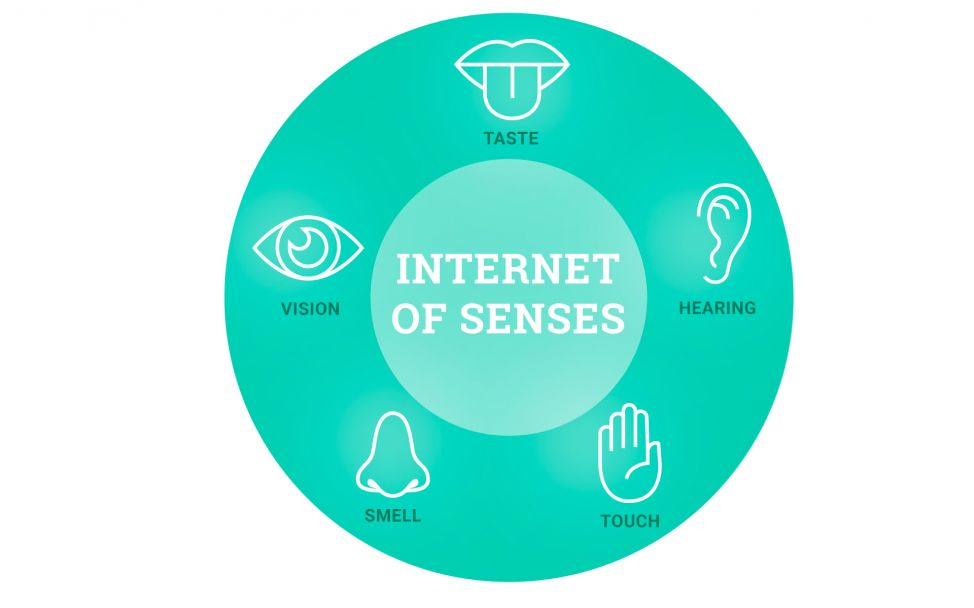 TASTE
VISION
INTERNET
OF SENSES
HEARING
SMELL
TOUCH